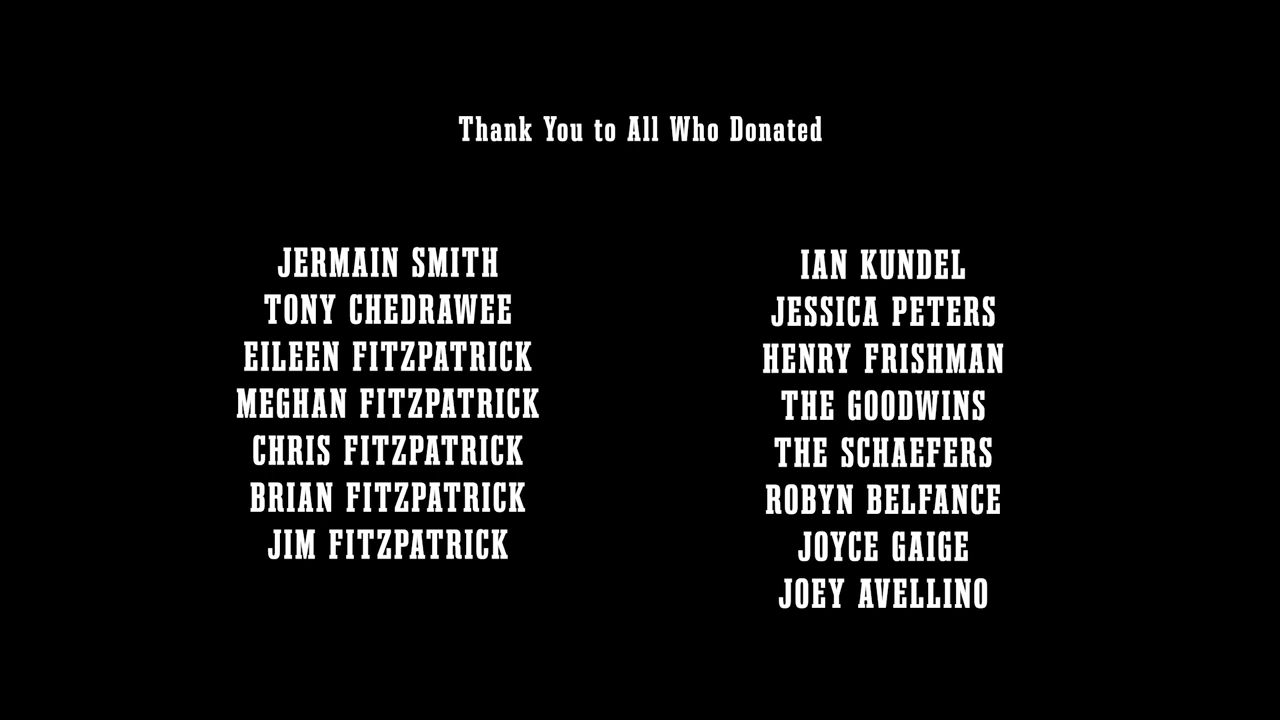 Thank You to All Who Donated
JERMAIN SMITH
TONY CHEDRAWEE
EILEEN FITZPATRICK
MEGHAN FITZPATRICK
CHRIS FITZPATRICK
BRIAN FITZPATRICK
JIM FITZPATRICK
IAN KUNDEL
JESSICA PETERS
HENRY FRISHMAN
THE GOODWINS
THE SCHAEFERS
ROBYN BELFANCE
JOYCE GAIGE
JOEY AVELLINO